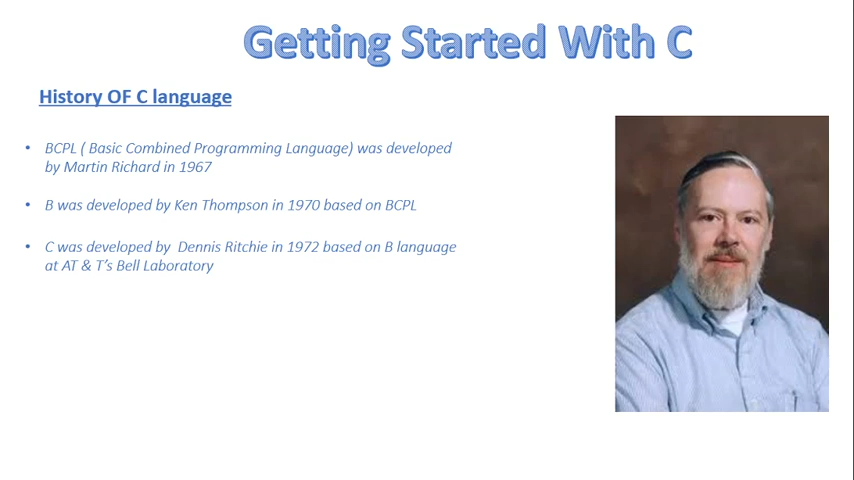 Getting Started With C
History OF C language
• BCPL ( Basic Combined Programming Language) was developed
by Martin Richard in 1967
• B was developed by Ken Thompson in 1970 based on BCPL
• C was developed by  Dennis Ritchie in 1972 based on B language
at AT & T’s Bell Laboratory